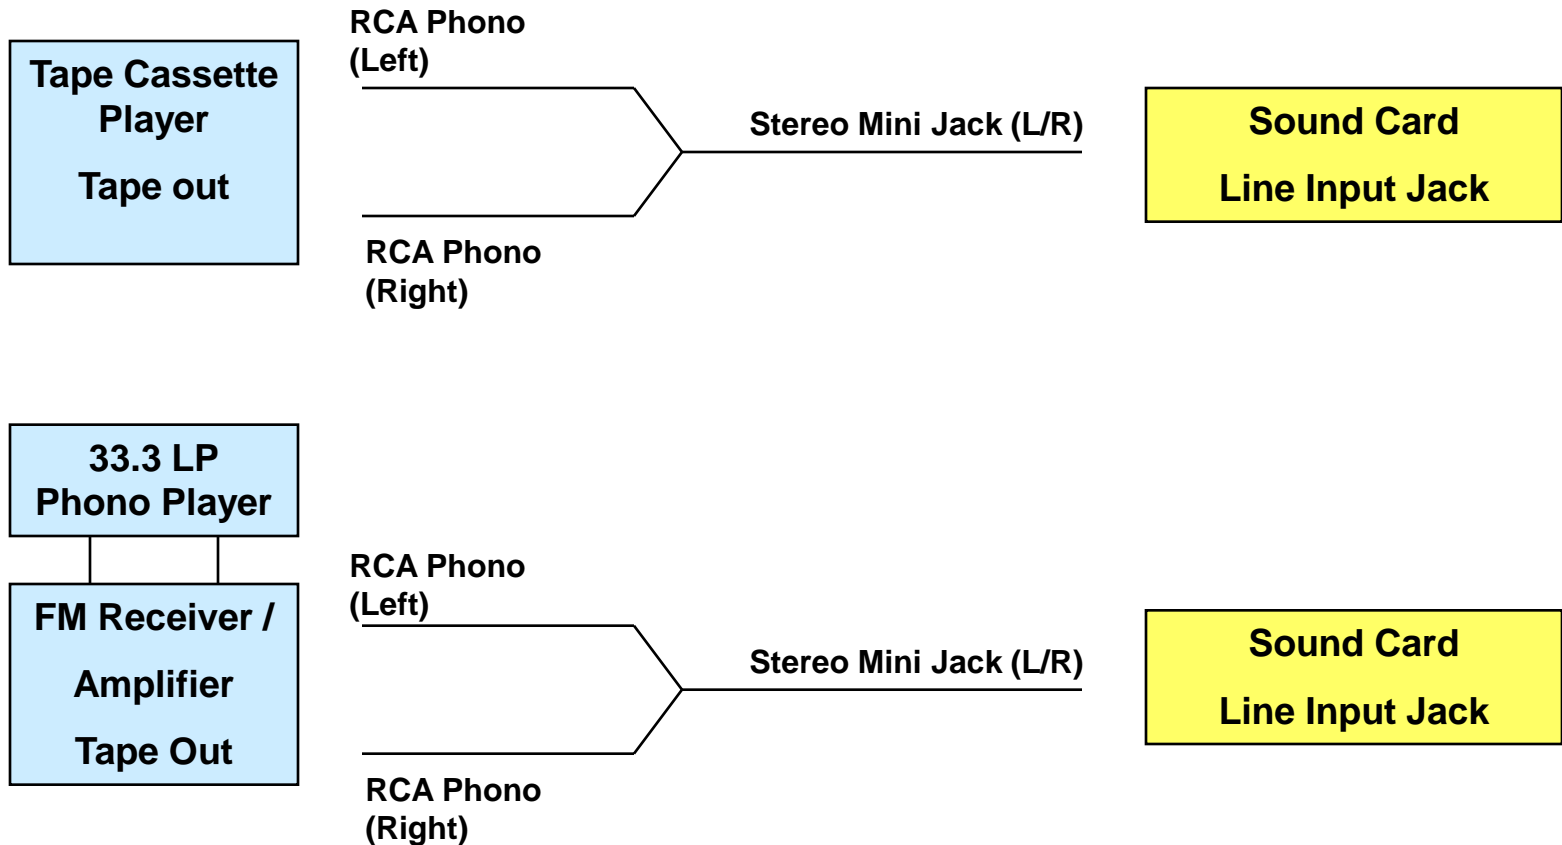 RCA Phono
(Left)
Tape Cassette
Player
Tape out
Stereo Mini Jack (L/R)
Sound Card
Line Input Jack
RCA Phono
(Right)
33.3 LP
Phono Player
FM Receiver /
Amplifier
Tape Out
RCA Phono
(Left)
Stereo Mini Jack (L/R)
Sound Card
Line Input Jack
RCA Phono
(Right)